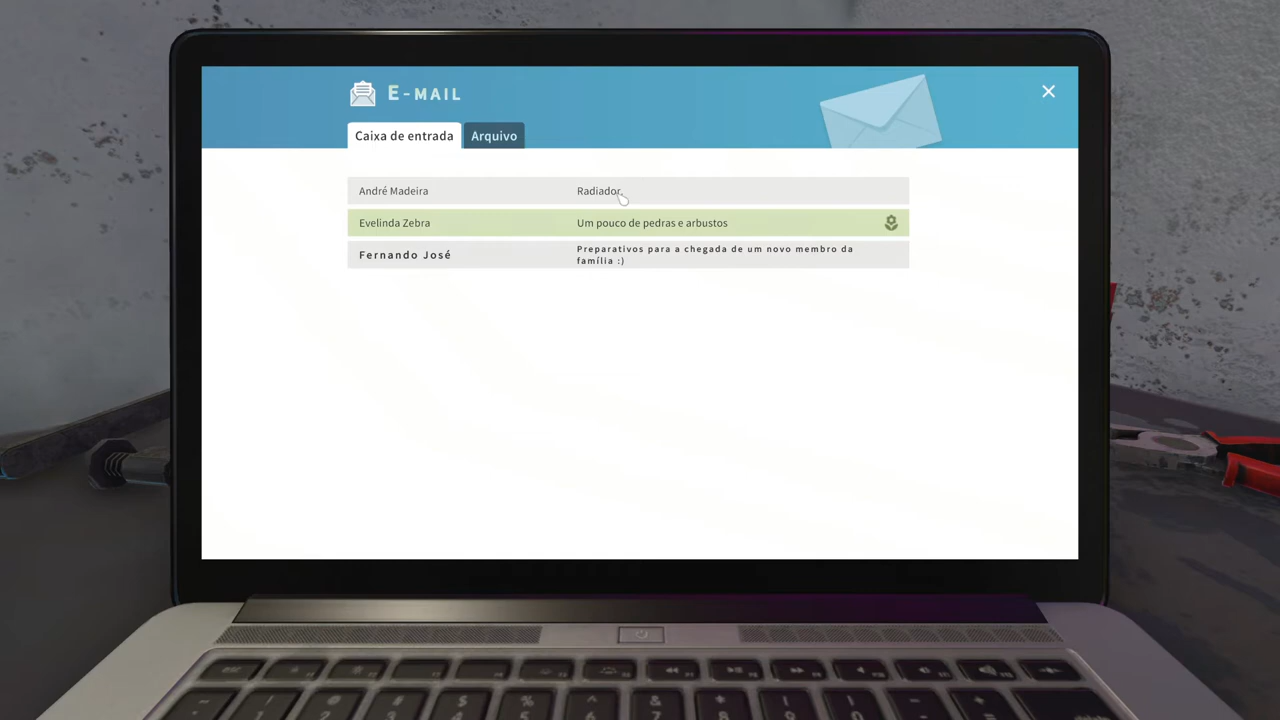 E-MAIL
Caixa de entrada
Arquivo
André Madeira
Radiador.
Evelinda Zebra
Um pouco de pedras e arbustos
Fernando José
Preparativos para a chegada de um novo membro da
família :)